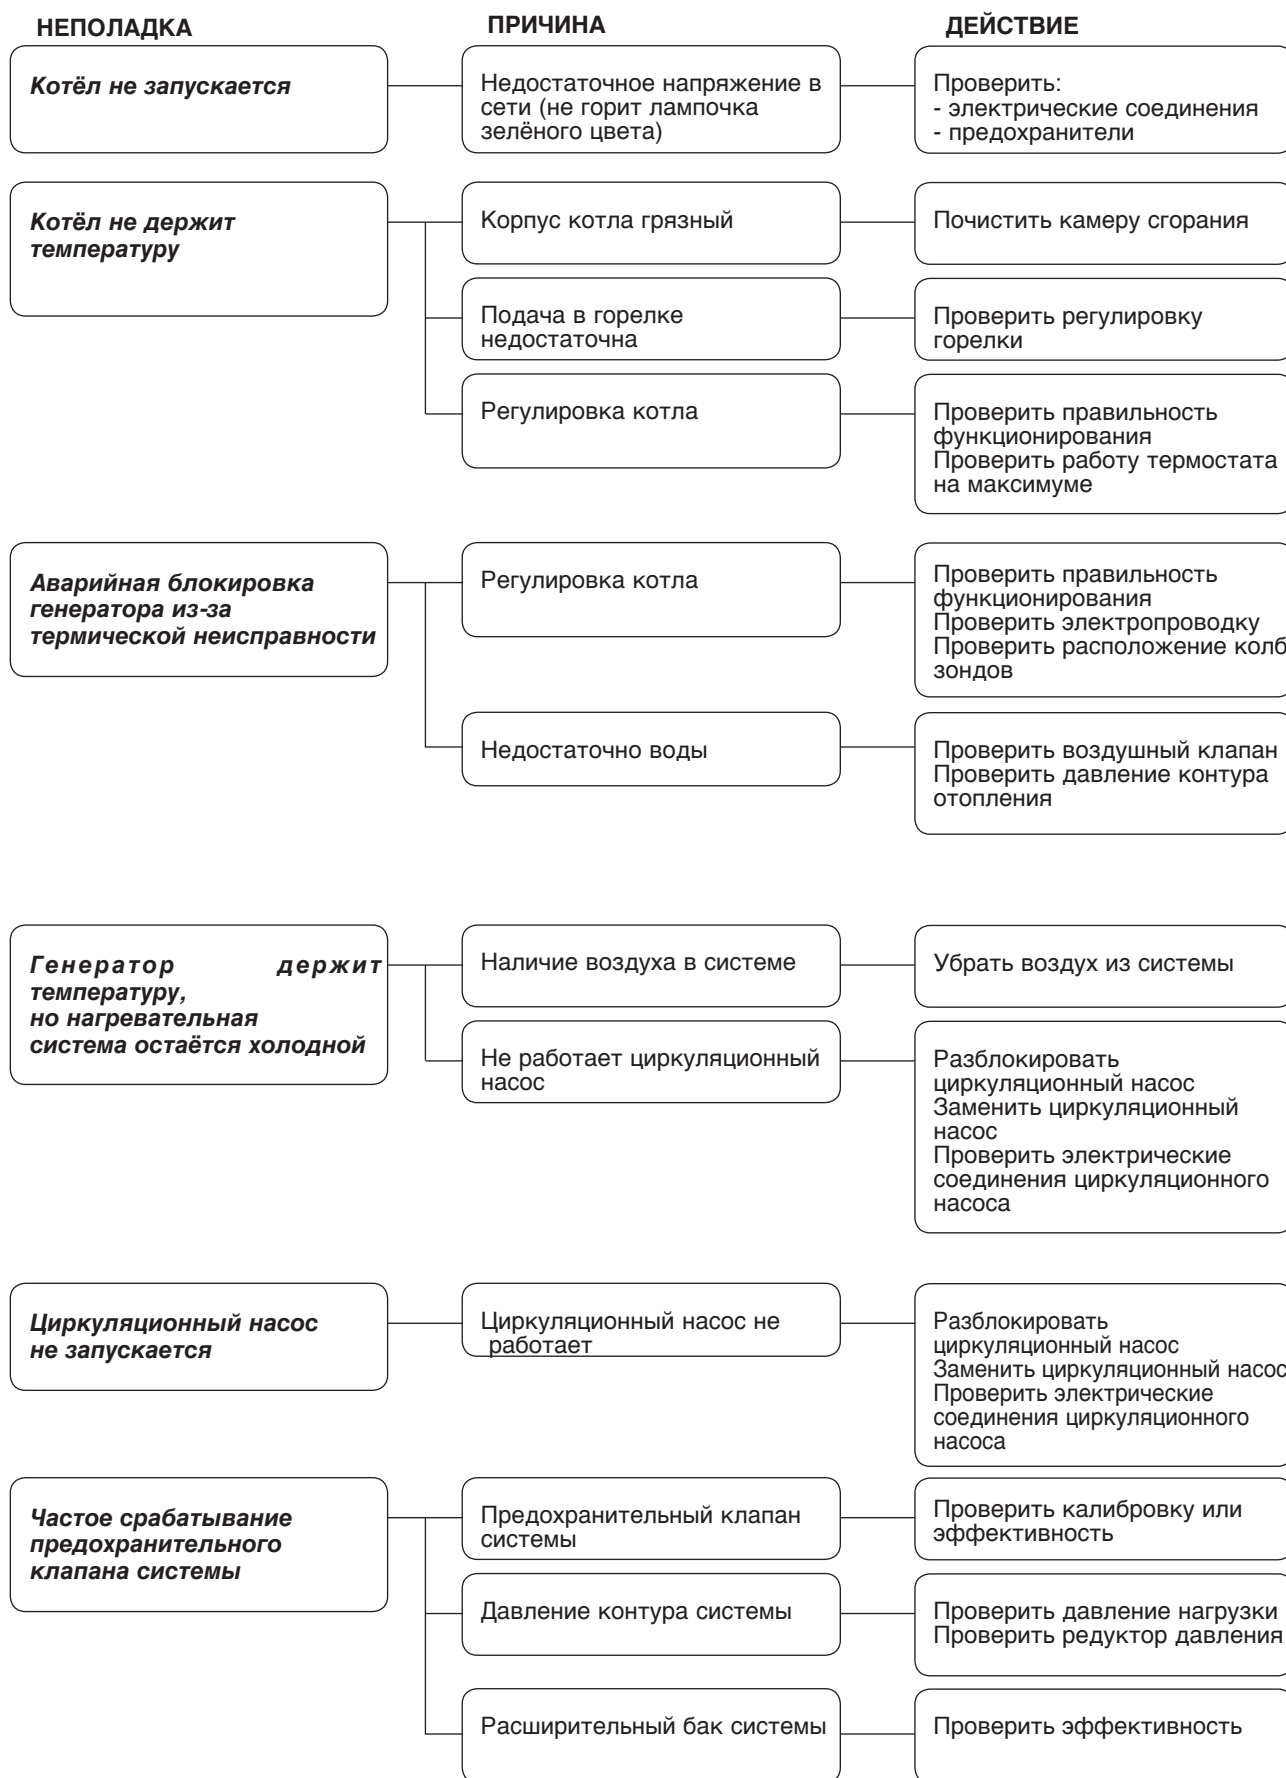 НЕПОЛАДКА
ПРИЧИНА
ДЕЙСТВИЕ
Котёл не запускается
Недостаточное напряжение в
сети (не горит лампочка
зелёного цвета)
Проверить:
- электрические соединения
- предохранители
Котёл не держит
температуру
Корпус котла грязный
Почистить камеру сгорания
Подача в горелке
недостаточна
Проверить регулировку
горелки
Регулировка котла
Проверить правильность
функционирования
Проверить работу термостата
на максимуме
Аварийная блокировка
генератора из-за
термической неисправности
Регулировка котла
Проверить правильность
функционирования
Проверить электропроводку
Проверить расположение колб
зондов
Недостаточно воды
Проверить воздушный клапан
Проверить давление контура
отопления
Генератор держит
температуру,
но нагревательная
система остаётся холодной
Наличие воздуха в системе
Убрать воздух из системы
Не работает циркуляционный
насос
Разблокировать
циркуляционный насос
Заменить циркуляционный
насос
Проверить электрические
соединения циркуляционного
насоса
Циркуляционный насос
не запускается
Циркуляционный насос не
работает
Разблокировать
циркуляционный насос
Заменить циркуляционный насос
Проверить электрические
соединения циркуляционного
насоса
Частое срабатывание
предохранительного
клапана системы
Предохранительный клапан
системы
Проверить калибровку или
эффективность
Давление контура системы
Проверить давление нагрузки
Проверить редуктор давления
Расширительный бак системы
Проверить эффективность